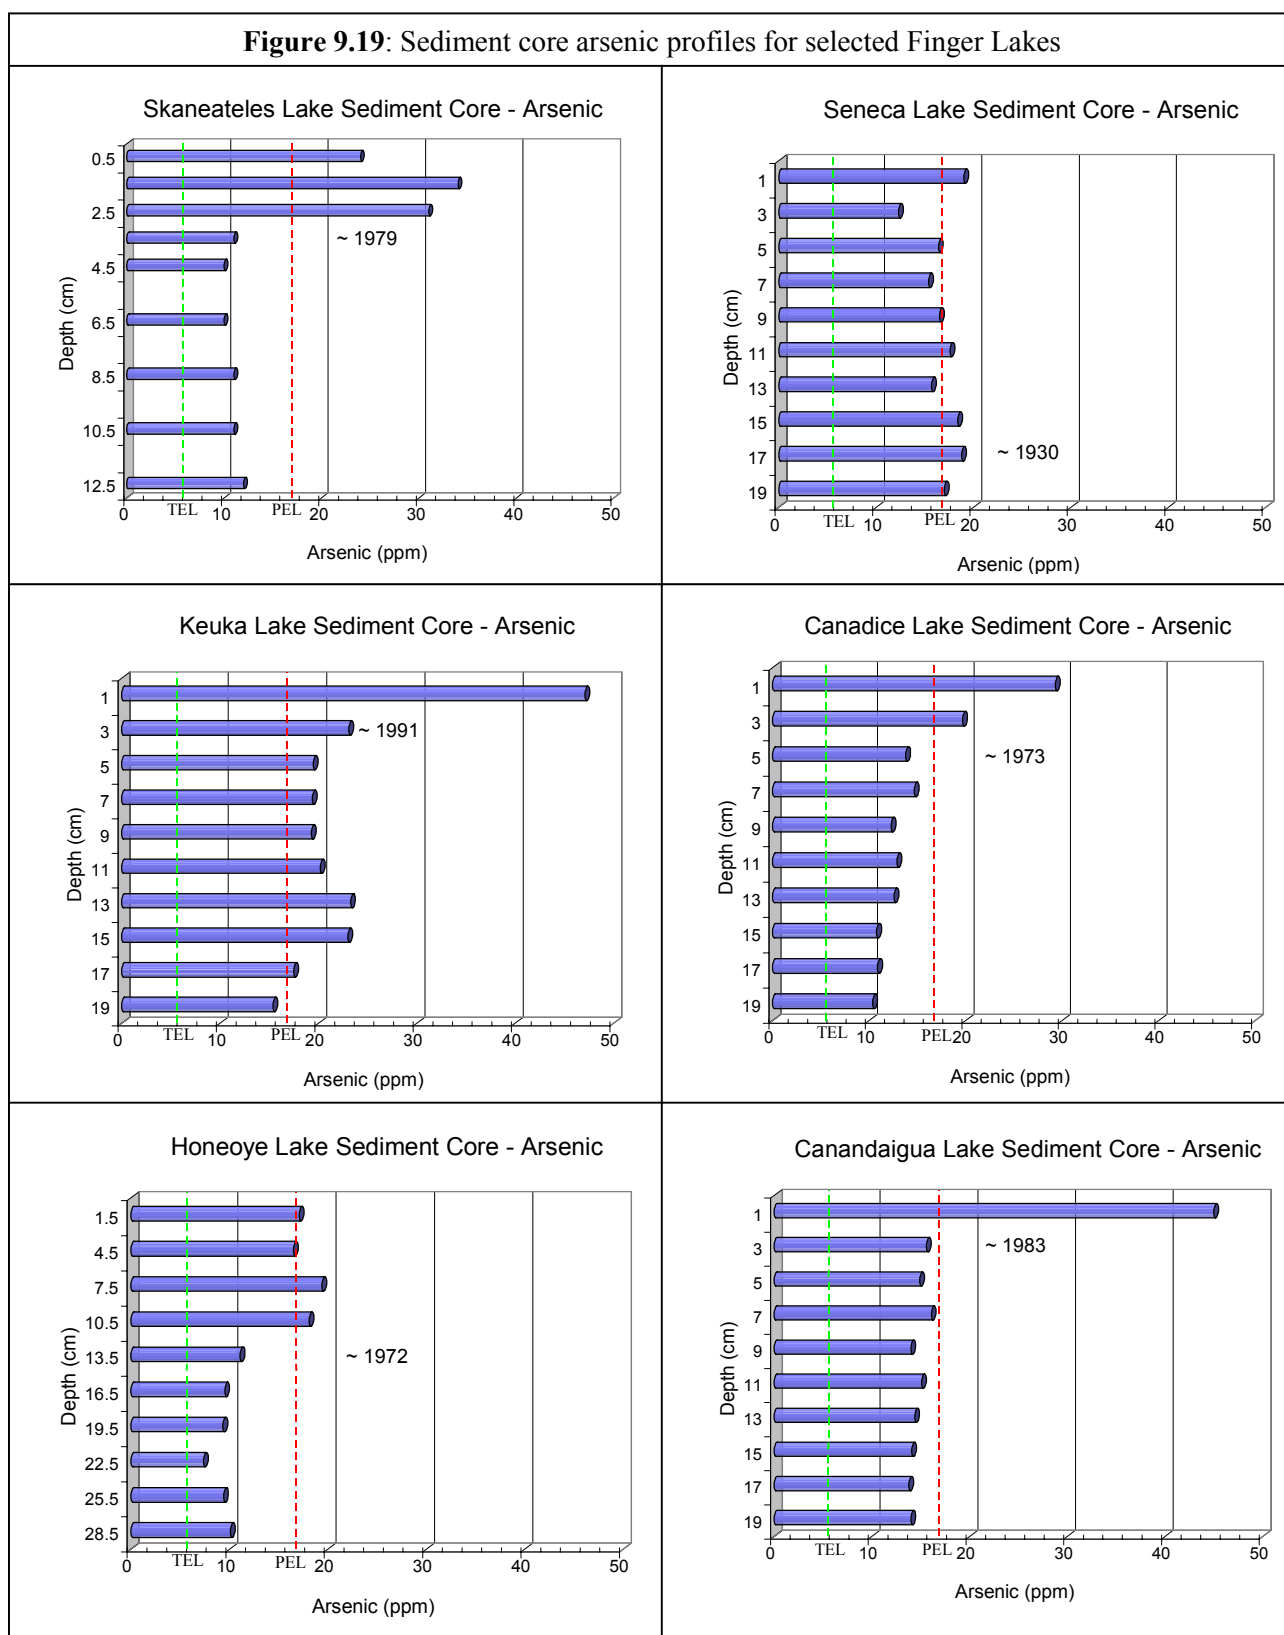 Figure 9.19: Sediment core arsenic profiles for selected Finger Lakes
Skaneateles Lake Sediment Core - Arsenic
Depth (cm)
0.5
2.5
4.5
6.5
8.5
10.5
12.5
~ 1979
0 10 20 30 40 50
TEL PEL
Arsenic (ppm)
Seneca Lake Sediment Core - Arsenic
Depth (cm)
1
3
5
7
9
11
13
15
17
19
~ 1930
0 10 20 30 40 50
TEL PEL
Arsenic (ppm)
Keuka Lake Sediment Core - Arsenic
Depth (cm)
1
3
5
7
9
11
13
15
17
19
~ 1991
0 10 20 30 40 50
TEL PEL
Arsenic (ppm)
Canadice Lake Sediment Core - Arsenic
Depth (cm)
1
3
5
7
9
11
13
15
17
19
~ 1973
0 10 20 30 40 50
TEL PEL
Arsenic (ppm)
Honeoye Lake Sediment Core - Arsenic
Depth (cm)
1.5
4.5
7.5
10.5
13.5
16.5
19.5
22.5
25.5
28.5
~ 1972
0 10 20 30 40 50
TEL PEL
Arsenic (ppm)
Canandaigua Lake Sediment Core - Arsenic
Depth (cm)
1
3
5
7
9
11
13
15
17
19
~ 1983
0 10 20 30 40 50
TEL PEL
Arsenic (ppm)